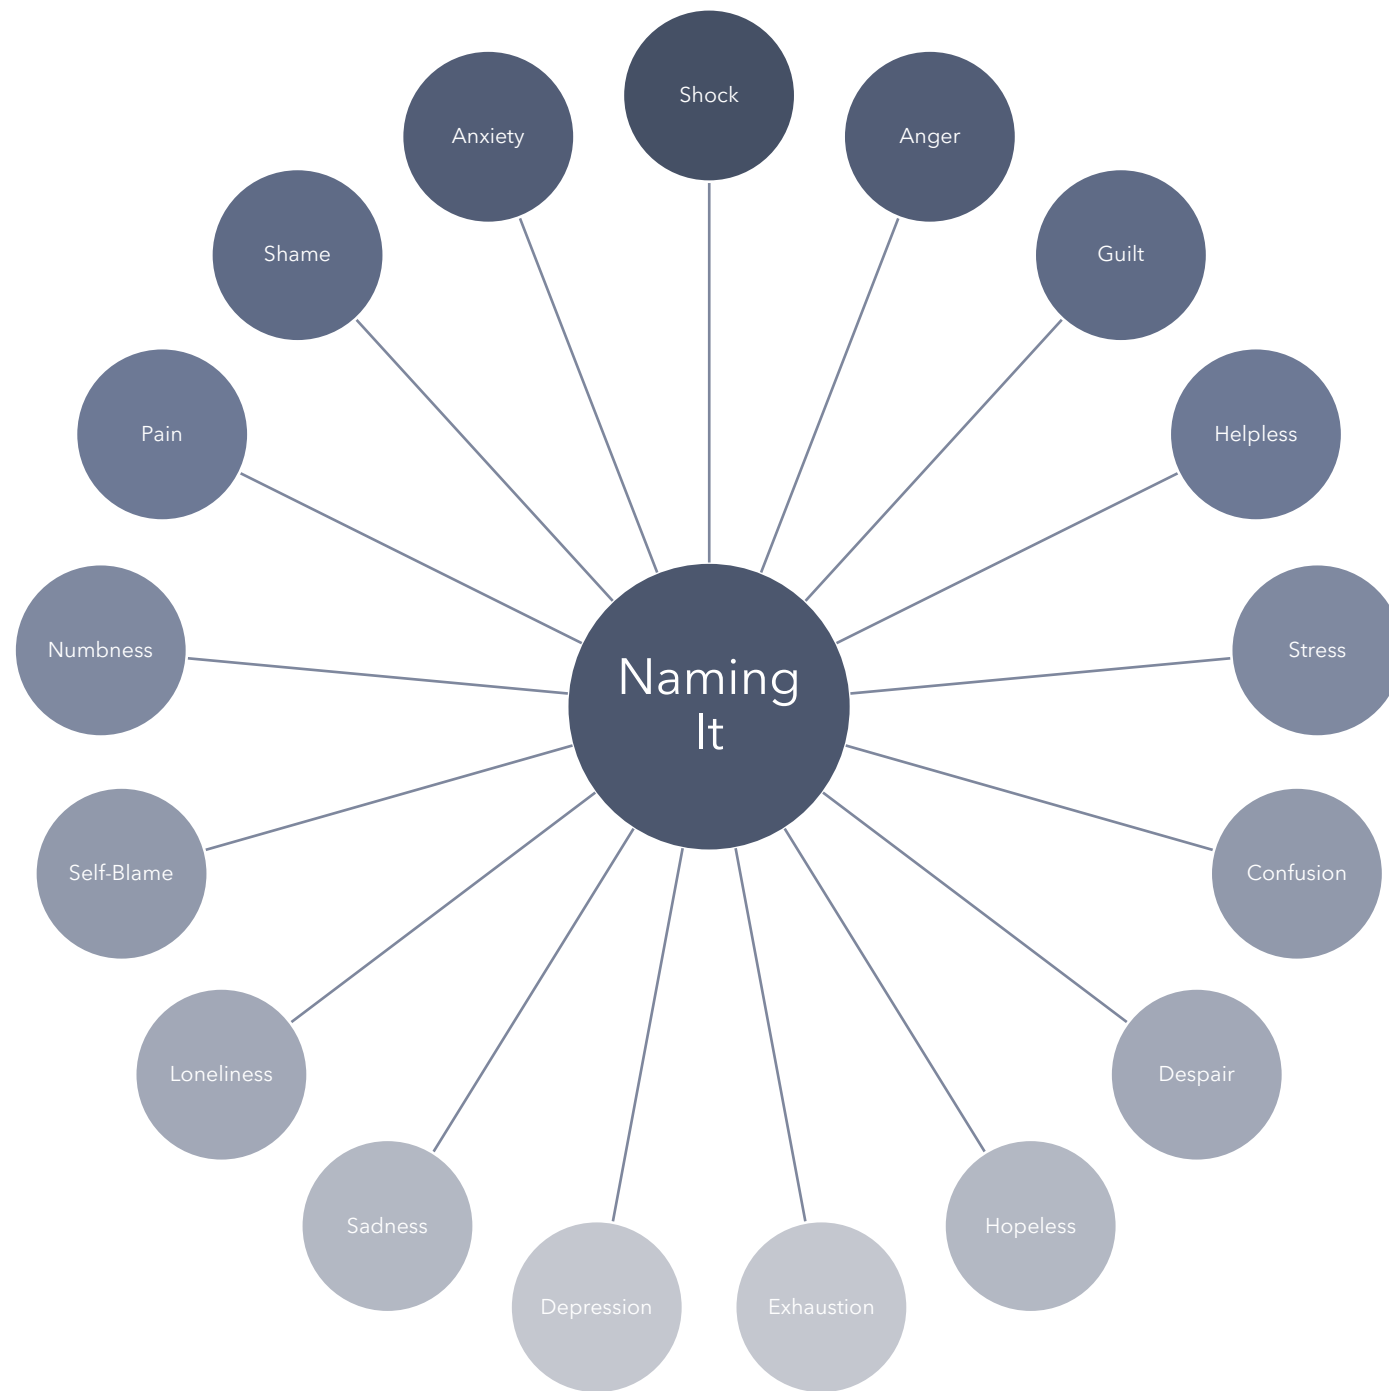 Shock
Anxiety
Anger
Shame
Guilt
Pain
Helpless
Numbness
Stress
Naming
It
Self-Blame
Confusion
Loneliness
Despair
Sadness
Hopeless
Depression
Exhaustion